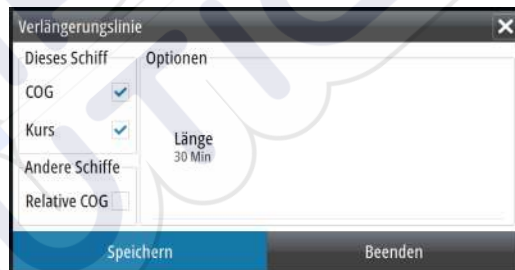 Verlängerungslinie
Dieses Schiff
COG
Kurs
Andere Schiffe
Relative COG
Optionen
Länge
30 Min
Speichern
Beenden